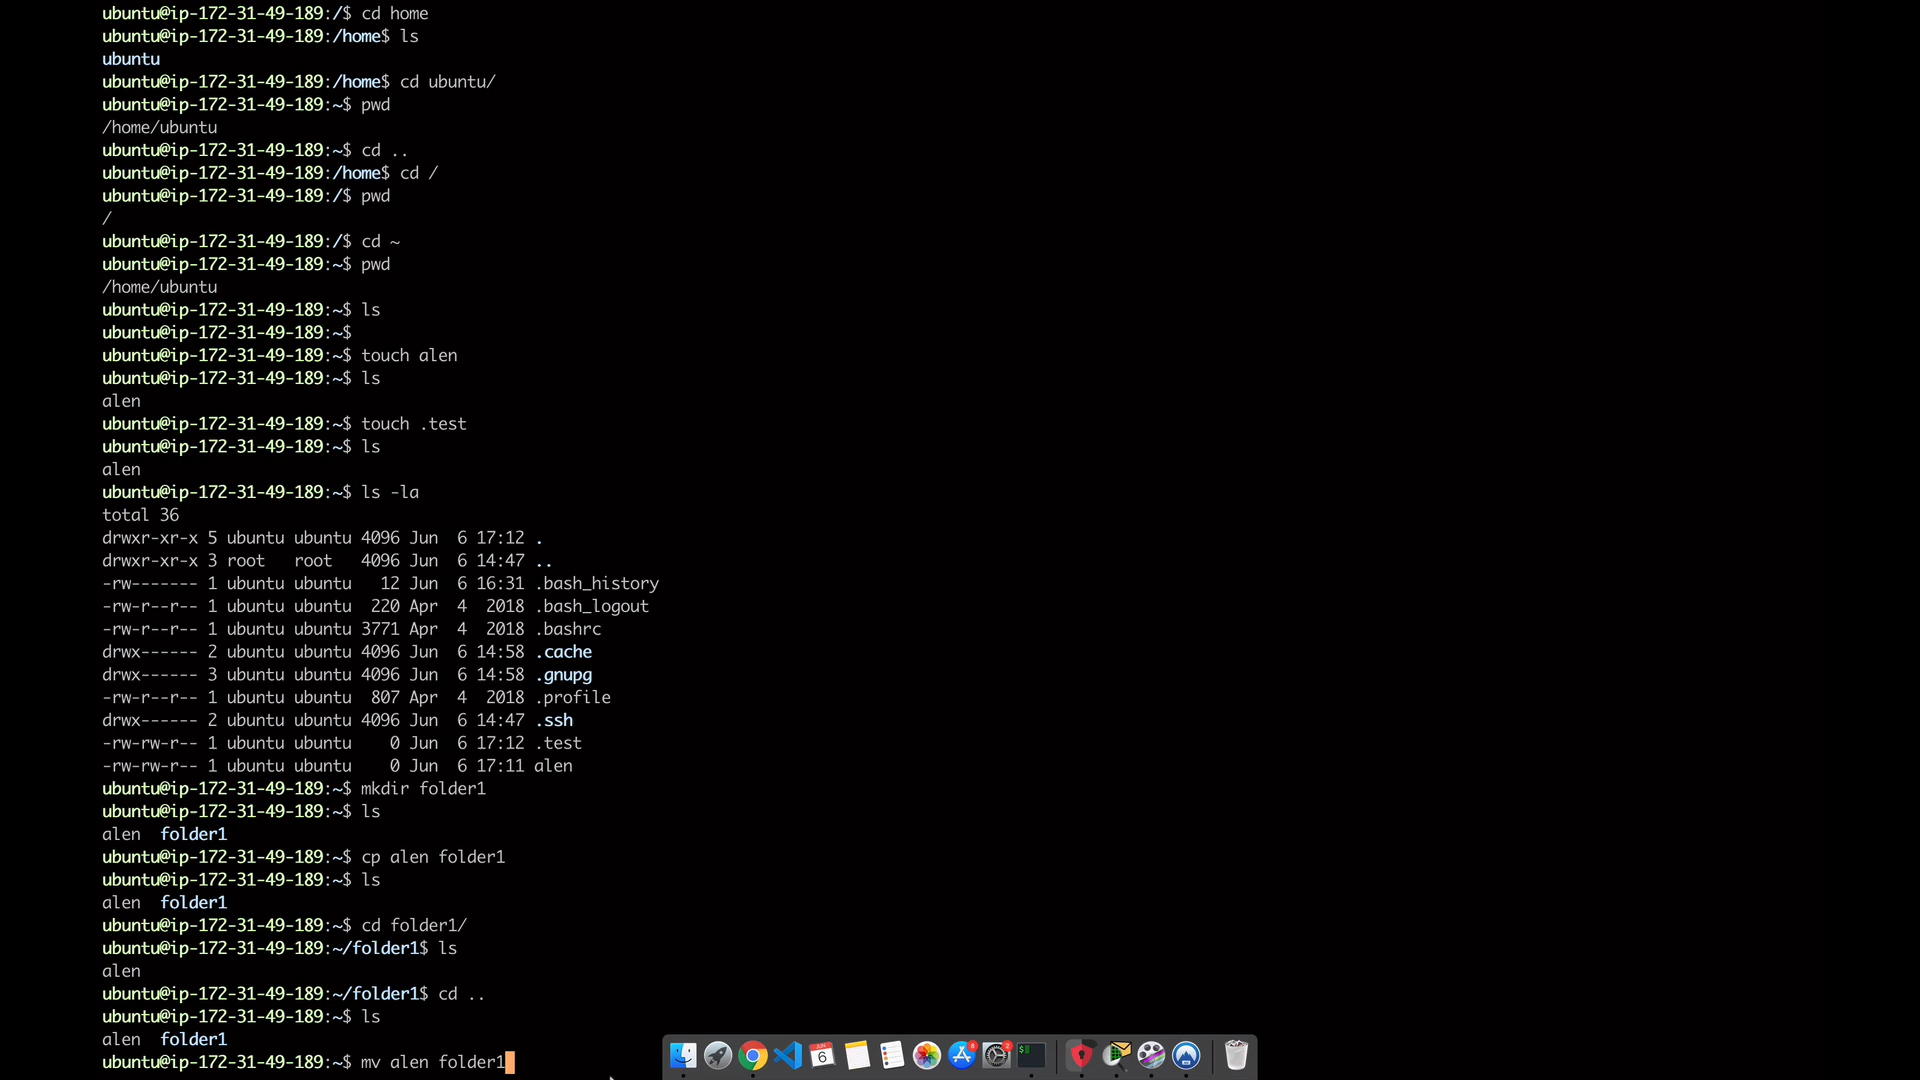 ubuntu@ip-172-31-49-189:/$ cd home
ubuntu@ip-172-31-49-189:/home$ ls
ubuntu
ubuntu@ip-172-31-49-189:/home$ cd ubuntu/
ubuntu@ip-172-31-49-189:~$ pwd
/home/ubuntu
ubuntu@ip-172-31-49-189:~$ cd ..
ubuntu@ip-172-31-49-189:/home$ cd /
ubuntu@ip-172-31-49-189:/$ pwd
/
ubuntu@ip-172-31-49-189:/$ cd ~
ubuntu@ip-172-31-49-189:~$ pwd
/home/ubuntu
ubuntu@ip-172-31-49-189:~$ ls
ubuntu@ip-172-31-49-189:~$
ubuntu@ip-172-31-49-189:~$ touch alen
ubuntu@ip-172-31-49-189:~$ ls
alen
ubuntu@ip-172-31-49-189:~$ touch .test
ubuntu@ip-172-31-49-189:~$ ls
alen
ubuntu@ip-172-31-49-189:~$ ls -la
total 36
drwxr-xr-x 5 ubuntu ubuntu 4096 Jun  6 17:12 .
drwxr-xr-x 3 root   root   4096 Jun  6 14:47 ..
-rw------- 1 ubuntu ubuntu   12 Jun  6 16:31 .bash_history
-rw-r--r-- 1 ubuntu ubuntu  220 Apr  4  2018 .bash_logout
-rw-r--r-- 1 ubuntu ubuntu 3771 Apr  4  2018 .bashrc
drwx------ 2 ubuntu ubuntu 4096 Jun  6 14:58 .cache
drwx------ 3 ubuntu ubuntu 4096 Jun  6 14:58 .gnupg
-rw-r--r-- 1 ubuntu ubuntu  807 Apr  4  2018 .profile
drwx------ 2 ubuntu ubuntu 4096 Jun  6 14:47 .ssh
-rw-rw-r-- 1 ubuntu ubuntu    0 Jun  6 17:12 .test
-rw-rw-r-- 1 ubuntu ubuntu    0 Jun  6 17:11 alen
ubuntu@ip-172-31-49-189:~$ mkdir folder1
ubuntu@ip-172-31-49-189:~$ ls
alen  folder1
ubuntu@ip-172-31-49-189:~$ cp alen folder1
ubuntu@ip-172-31-49-189:~$ ls
alen  folder1
ubuntu@ip-172-31-49-189:~$ cd folder1/
ubuntu@ip-172-31-49-189:~/folder1$ ls
alen
ubuntu@ip-172-31-49-189:~/folder1$ cd ..
ubuntu@ip-172-31-49-189:~$ ls
alen  folder1
ubuntu@ip-172-31-49-189:~$ mv alen folder1
JUN
6